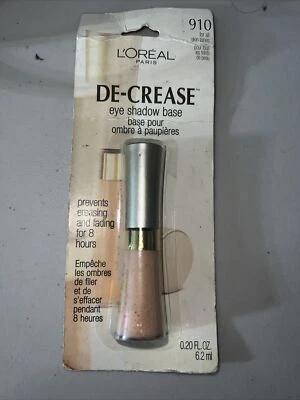 910
for all
skin tones
pour tous
les teints
de peau
L'ORÉAL
PARIS
DE-CREASE™
eye shadow base
base pour
ombre à paupières
prevents
creasing
and fading
for 8
hours
Empêche
les ombres
de filer
et de
s'effacer
pendant
8 heures
0.20 FL. OZ.
6.2 ml